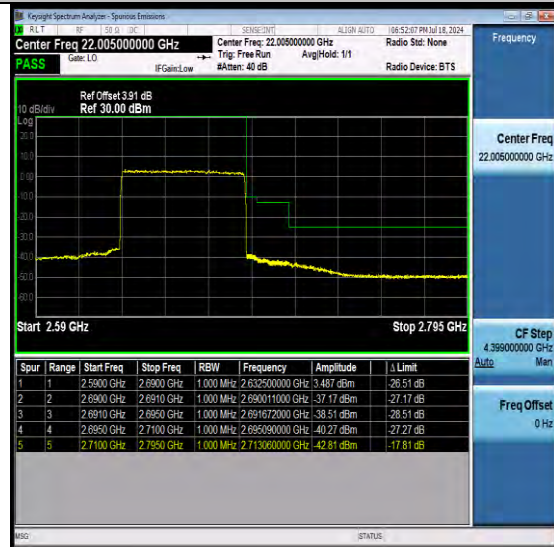 Keysight Spectrum Analyzer - Spurious Emissions
RLT RF 50 Ω DC SENSE:INT ALIGN AUTO 06:52:07 PM Jul 18, 2024
Center Freq 22.005000000 GHz Center Freq: 22.005000000 GHz Radio Std: None
PASS Gate: LO Trig: Free Run Avg|Hold: 1/1
IFGain:Low #Atten: 40 dB Radio Device: BTS
Ref Offset 3.91 dB
10 dB/div Ref 30.00 dBm
Log
20.0
10.0
0.00
-10.0
-20.0
-30.0
-40.0
-50.0
-60.0
Start 2.59 GHz Stop 2.795 GHz
Spur Range Start Freq Stop Freq RBW Frequency Amplitude Δ Limit
1 1 2.5900 GHz 2.6900 GHz 1.000 MHz 2.632500000 GHz 3.487 dBm -26.51 dB
2 2 2.6900 GHz 2.6910 GHz 1.000 MHz 2.690011000 GHz -37.17 dBm -27.17 dB
3 3 2.6910 GHz 2.6950 GHz 1.000 MHz 2.691672000 GHz -38.51 dBm -28.51 dB
4 4 2.6950 GHz 2.7100 GHz 1.000 MHz 2.695090000 GHz -40.27 dBm -27.27 dB
5 5 2.7100 GHz 2.7950 GHz 1.000 MHz 2.713060000 GHz -42.81 dBm -17.81 dB
MSG STATUS
Frequency
Center Freq
22.005000000 GHz
CF Step
4.399000000 GHz
Auto Man
Freq Offset
0 Hz